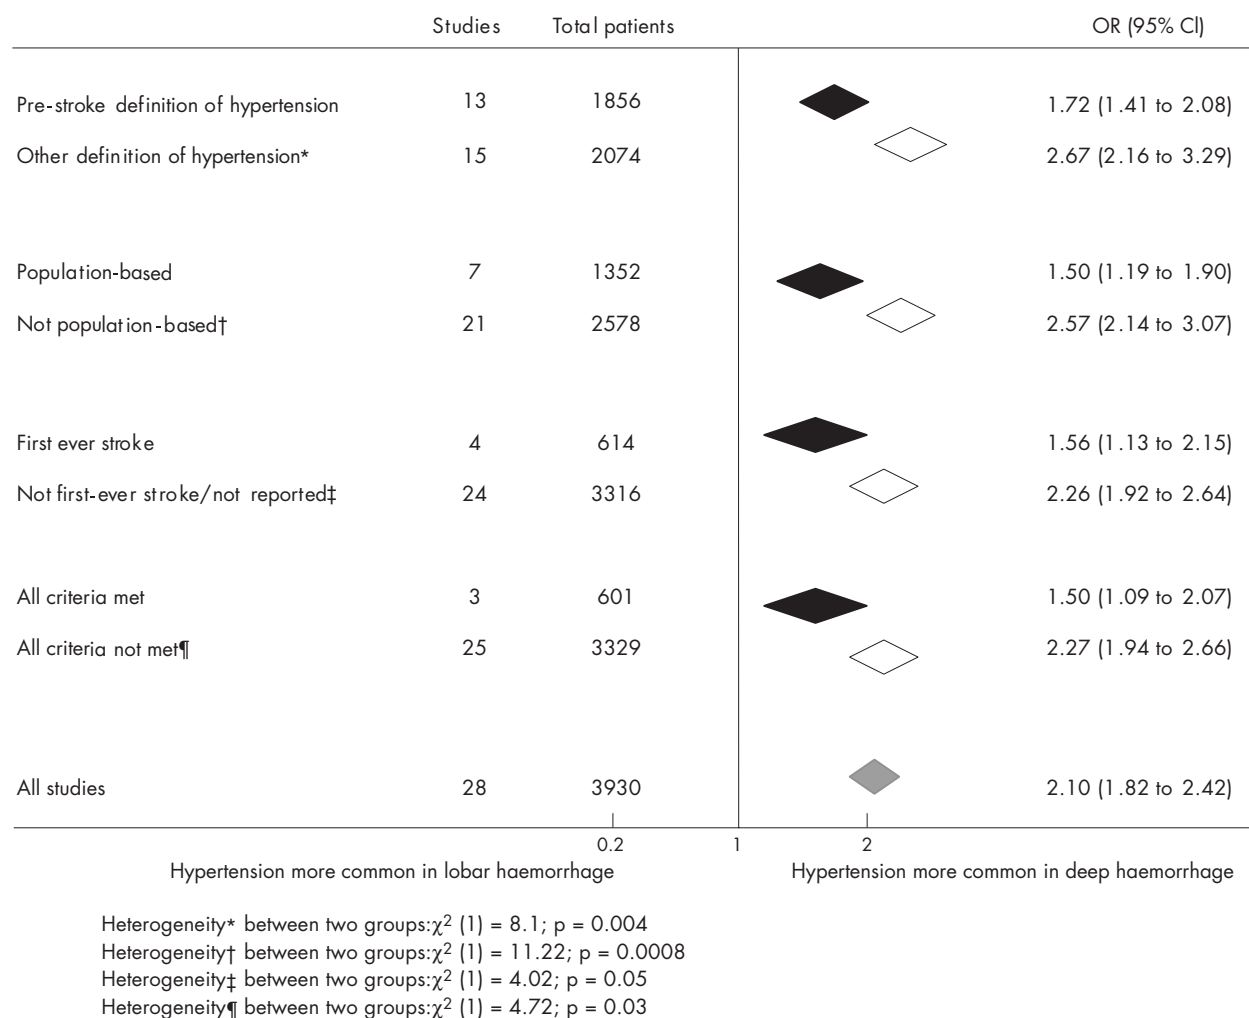 Studies Total patients OR (95% CI)
Pre-stroke definition of hypertension 13 1856 1.72 (1.41 to 2.08)
Other definition of hypertension* 15 2074 2.67 (2.16 to 3.29)
Population-based 7 1352 1.50 (1.19 to 1.90)
Not population-based† 21 2578 2.57 (2.14 to 3.07)
First ever stroke 4 614 1.56 (1.13 to 2.15)
Not first-ever stroke/not reported‡ 24 3316 2.26 (1.92 to 2.64)
All criteria met 3 601 1.50 (1.09 to 2.07)
All criteria not met¶ 25 3329 2.27 (1.94 to 2.66)
All studies 28 3930 2.10 (1.82 to 2.42)
0.2 1 2
Hypertension more common in lobar haemorrhage Hypertension more common in deep haemorrhage
Heterogeneity* between two groups:χ² (1) = 8.1; p = 0.004
Heterogeneity† between two groups:χ² (1) = 11.22; p = 0.0008
Heterogeneity‡ between two groups:χ² (1) = 4.02; p = 0.05
Heterogeneity¶ between two groups:χ² (1) = 4.72; p = 0.03